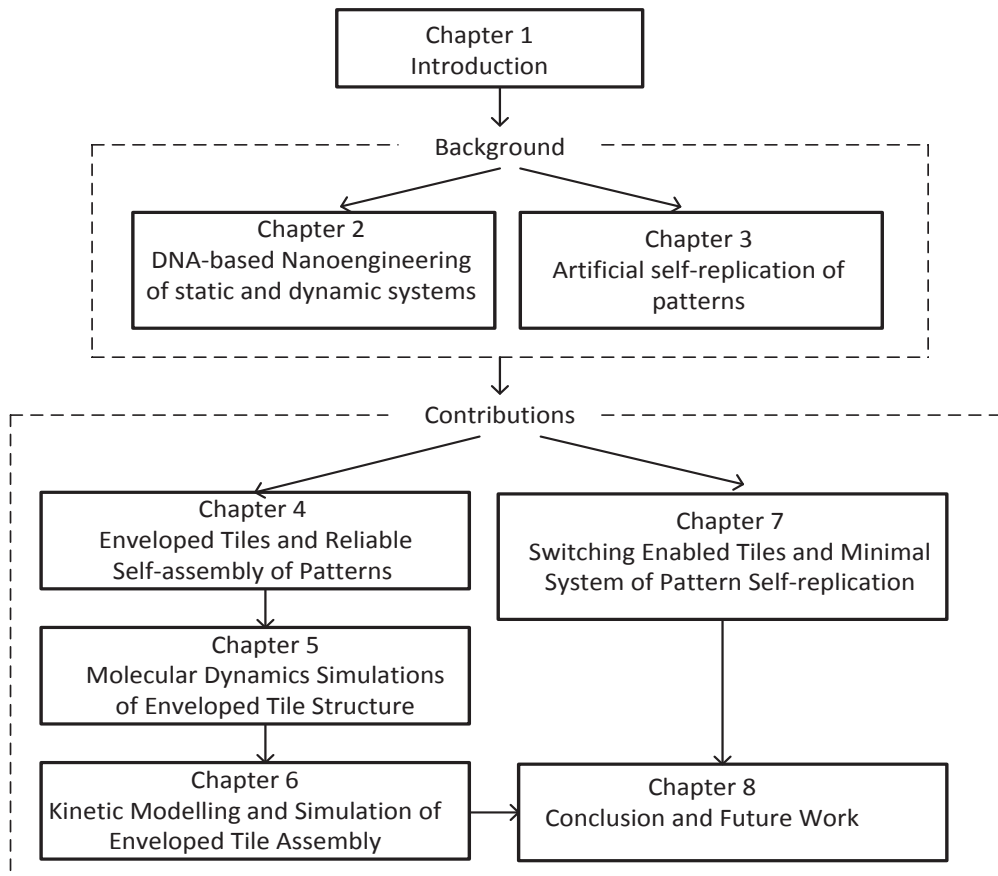 Chapter 1
Introduction
Background
Chapter 2
DNA-based Nanoengineering
of static and dynamic systems
Chapter 3
Artificial self-replication of
patterns
Contributions
Chapter 4
Enveloped Tiles and Reliable
Self-assembly of Patterns
Chapter 7
Switching Enabled Tiles and Minimal
System of Pattern Self-replication
Chapter 5
Molecular Dynamics Simulations
of Enveloped Tile Structure
Chapter 6
Kinetic Modelling and Simulation of
Enveloped Tile Assembly
Chapter 8
Conclusion and Future Work